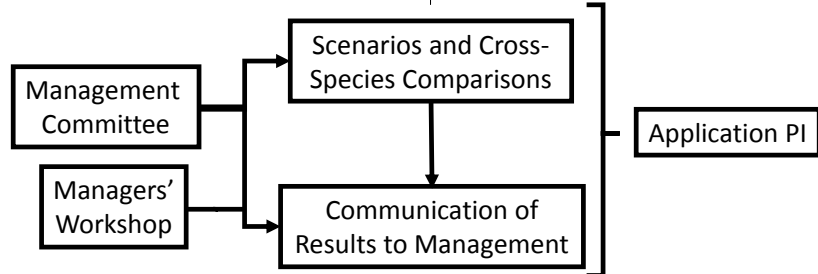 Scenarios and Cross-
Species Comparisons
Management
Committee
Application PI
Managers'
Workshop
Communication of
Results to Management